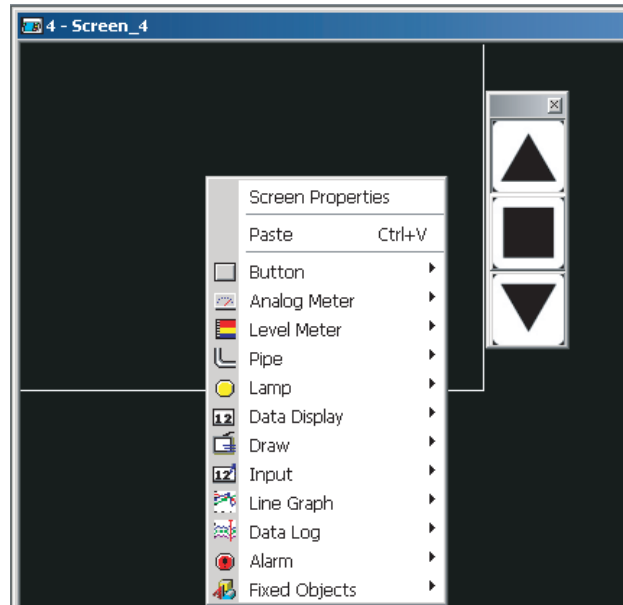 4 - Screen_4
Screen Properties
Paste Ctrl+V
Button
Analog Meter
Level Meter
Pipe
Lamp
12 Data Display
Draw
12 Input
Line Graph
Data Log
Alarm
Fixed Objects